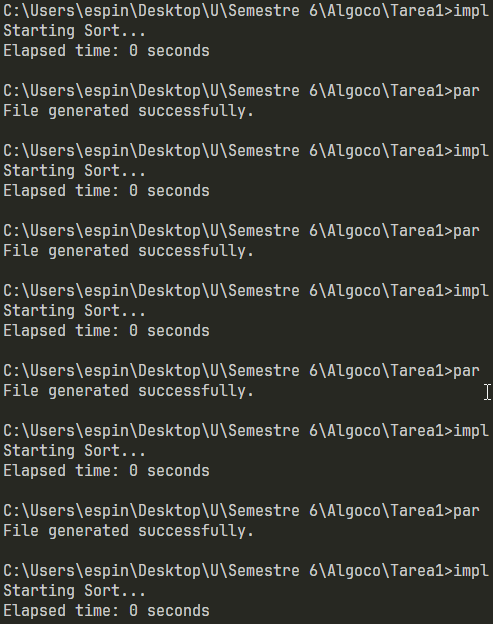 C:\Users\espin\Desktop\U\Semestre 6\Algoco\Tarea1>impl
Starting Sort...
Elapsed time: 0 seconds
C:\Users\espin\Desktop\U\Semestre 6\Algoco\Tarea1>par
File generated successfully.
C:\Users\espin\Desktop\U\Semestre 6\Algoco\Tarea1>impl
Starting Sort...
Elapsed time: 0 seconds
C:\Users\espin\Desktop\U\Semestre 6\Algoco\Tarea1>par
File generated successfully.
C:\Users\espin\Desktop\U\Semestre 6\Algoco\Tarea1>impl
Starting Sort...
Elapsed time: 0 seconds
C:\Users\espin\Desktop\U\Semestre 6\Algoco\Tarea1>par
File generated successfully.
C:\Users\espin\Desktop\U\Semestre 6\Algoco\Tarea1>impl
Starting Sort...
Elapsed time: 0 seconds
C:\Users\espin\Desktop\U\Semestre 6\Algoco\Tarea1>par
File generated successfully.
C:\Users\espin\Desktop\U\Semestre 6\Algoco\Tarea1>impl
Starting Sort...
Elapsed time: 0 seconds